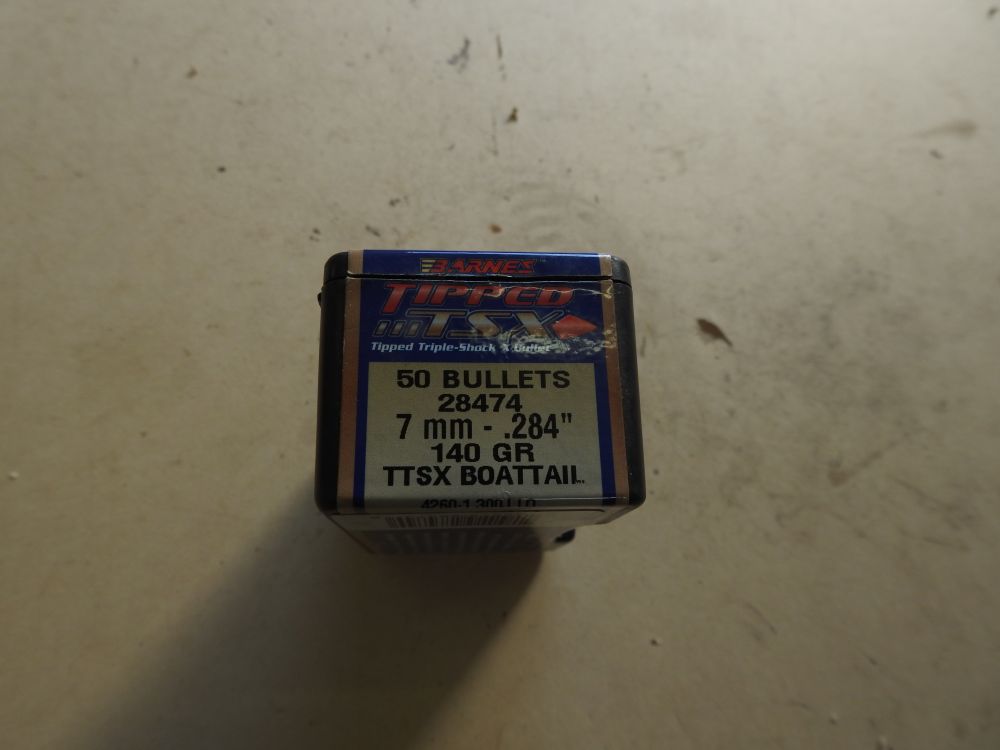 BARNES
TIPPED
TSX
Tipped Triple-Shock X Bullet
50 BULLETS
28474
7 mm - .284"
140 GR
TTSX BOATTAIL